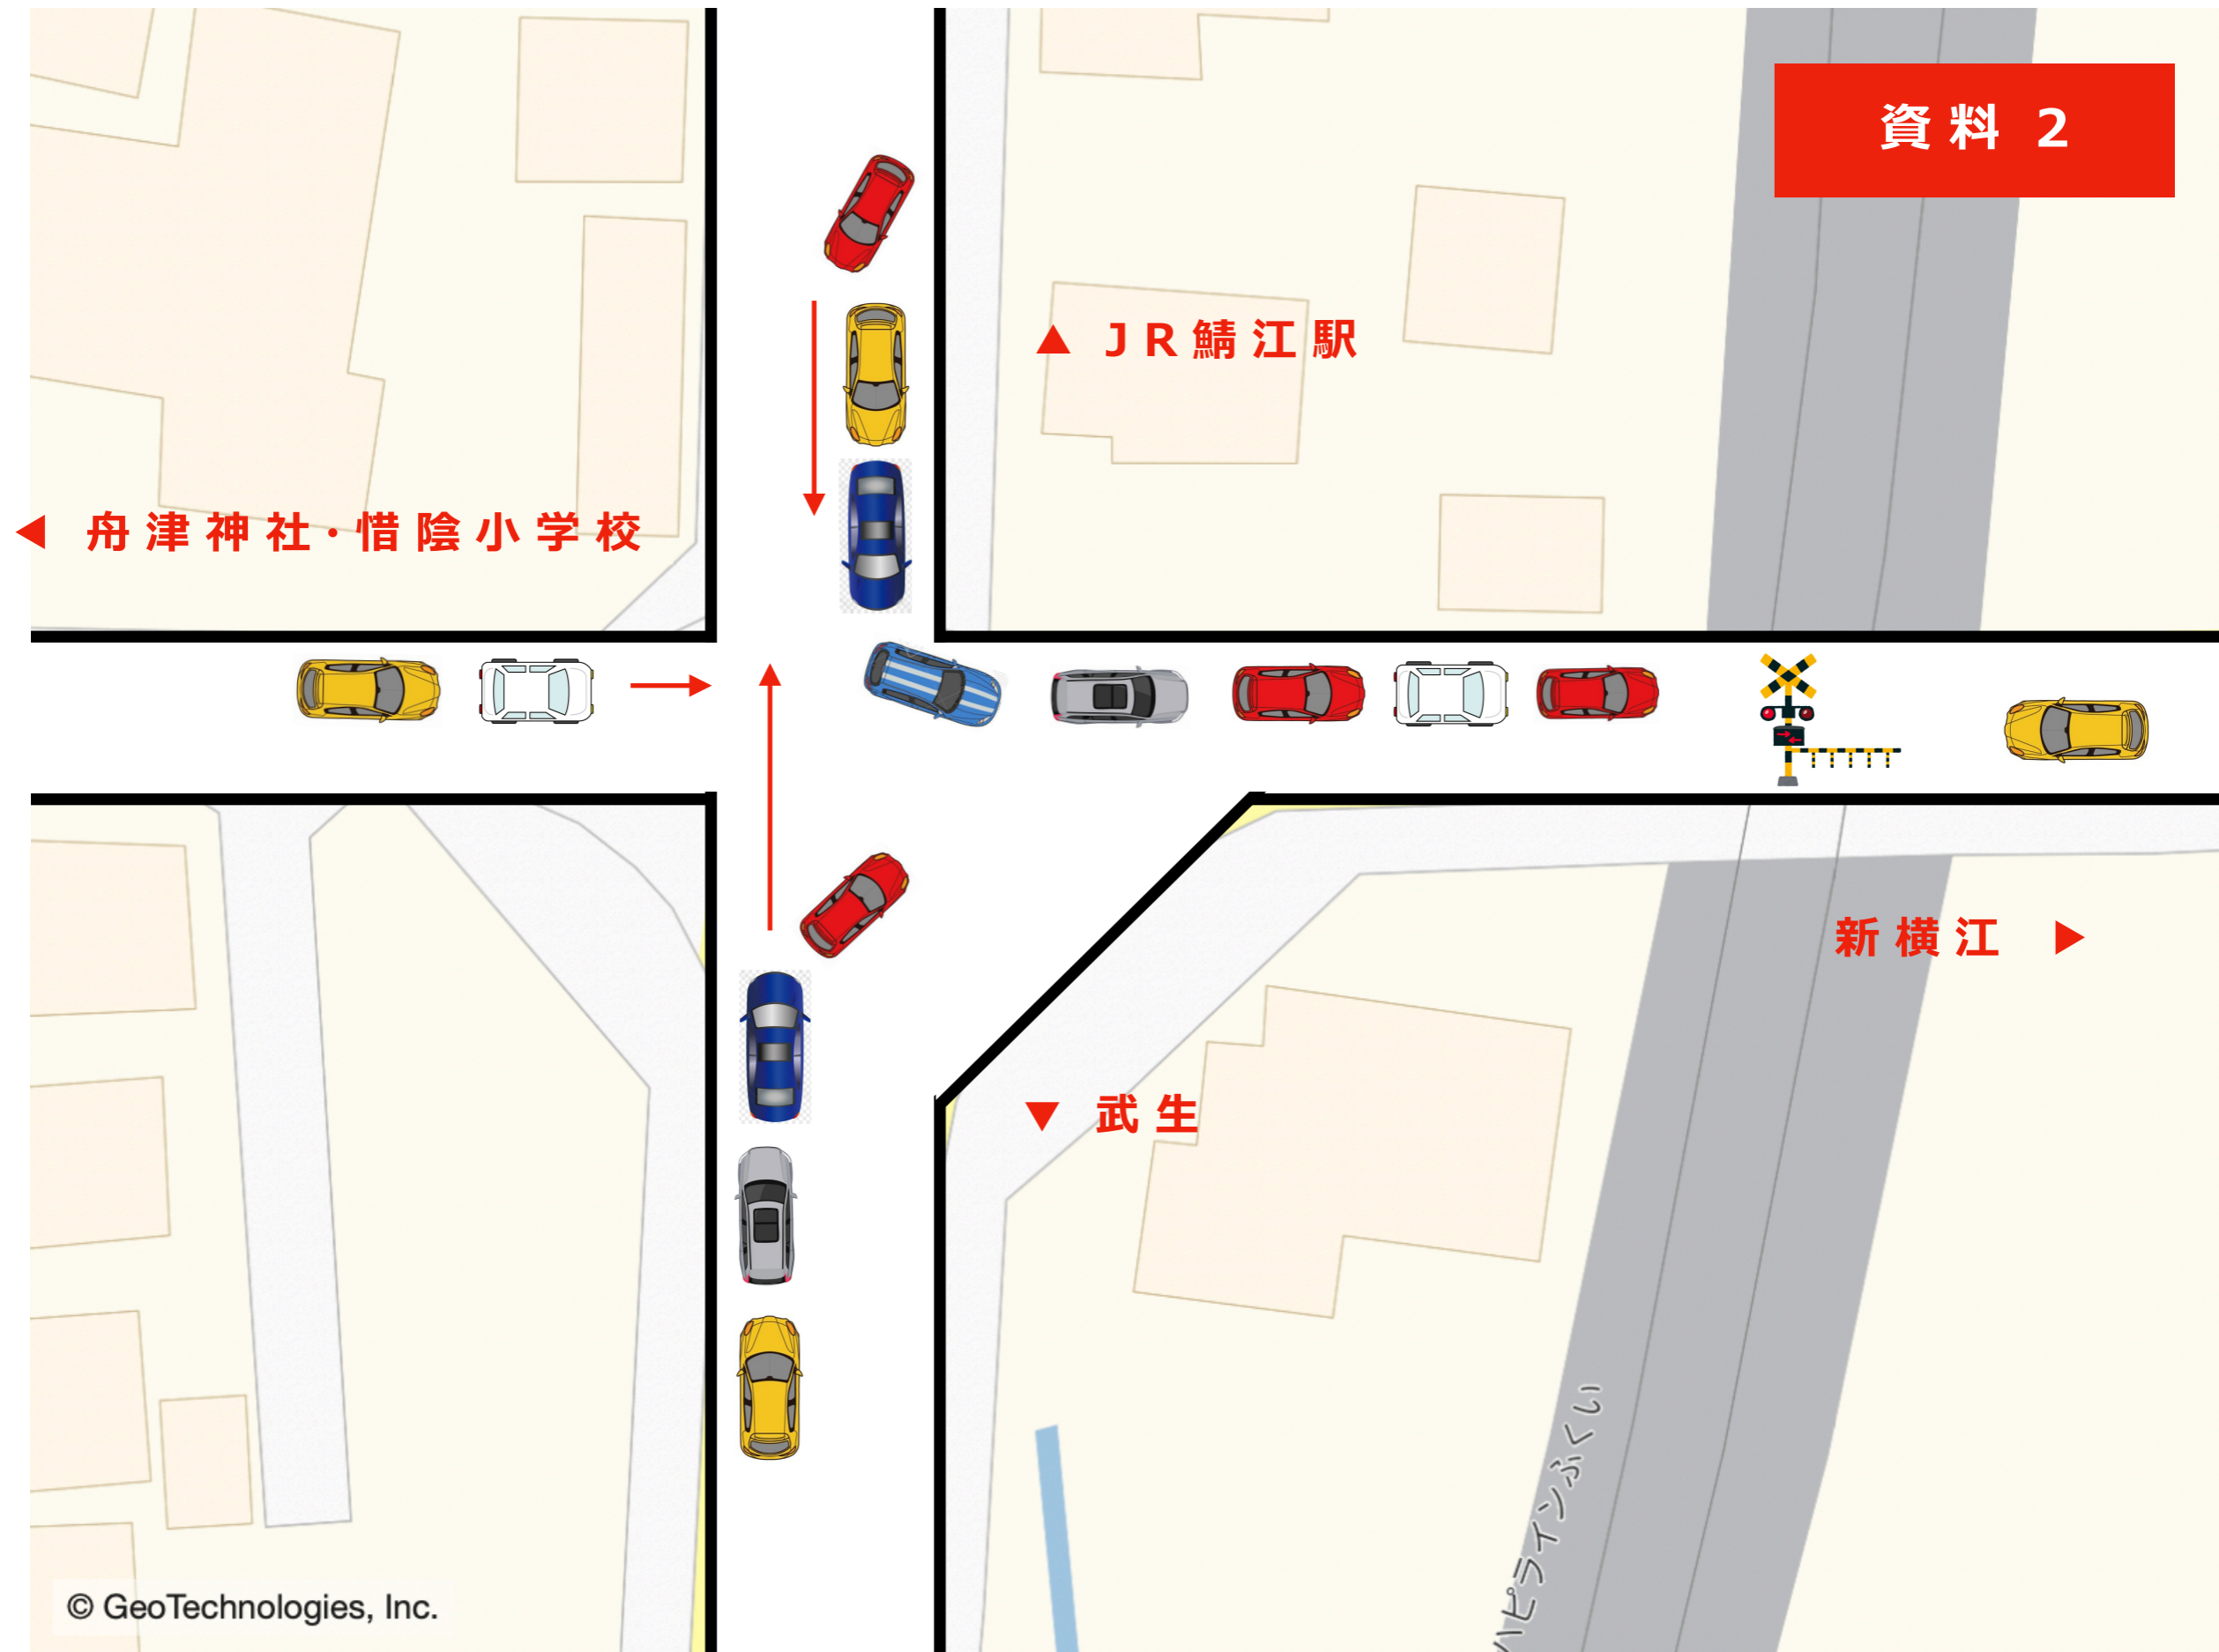 資料 2
▲ JR鯖江駅
◀ 舟津神社・惜陰小学校
新横江 ▶
▼ 武生
ハピラインふくい
© GeoTechnologies, Inc.